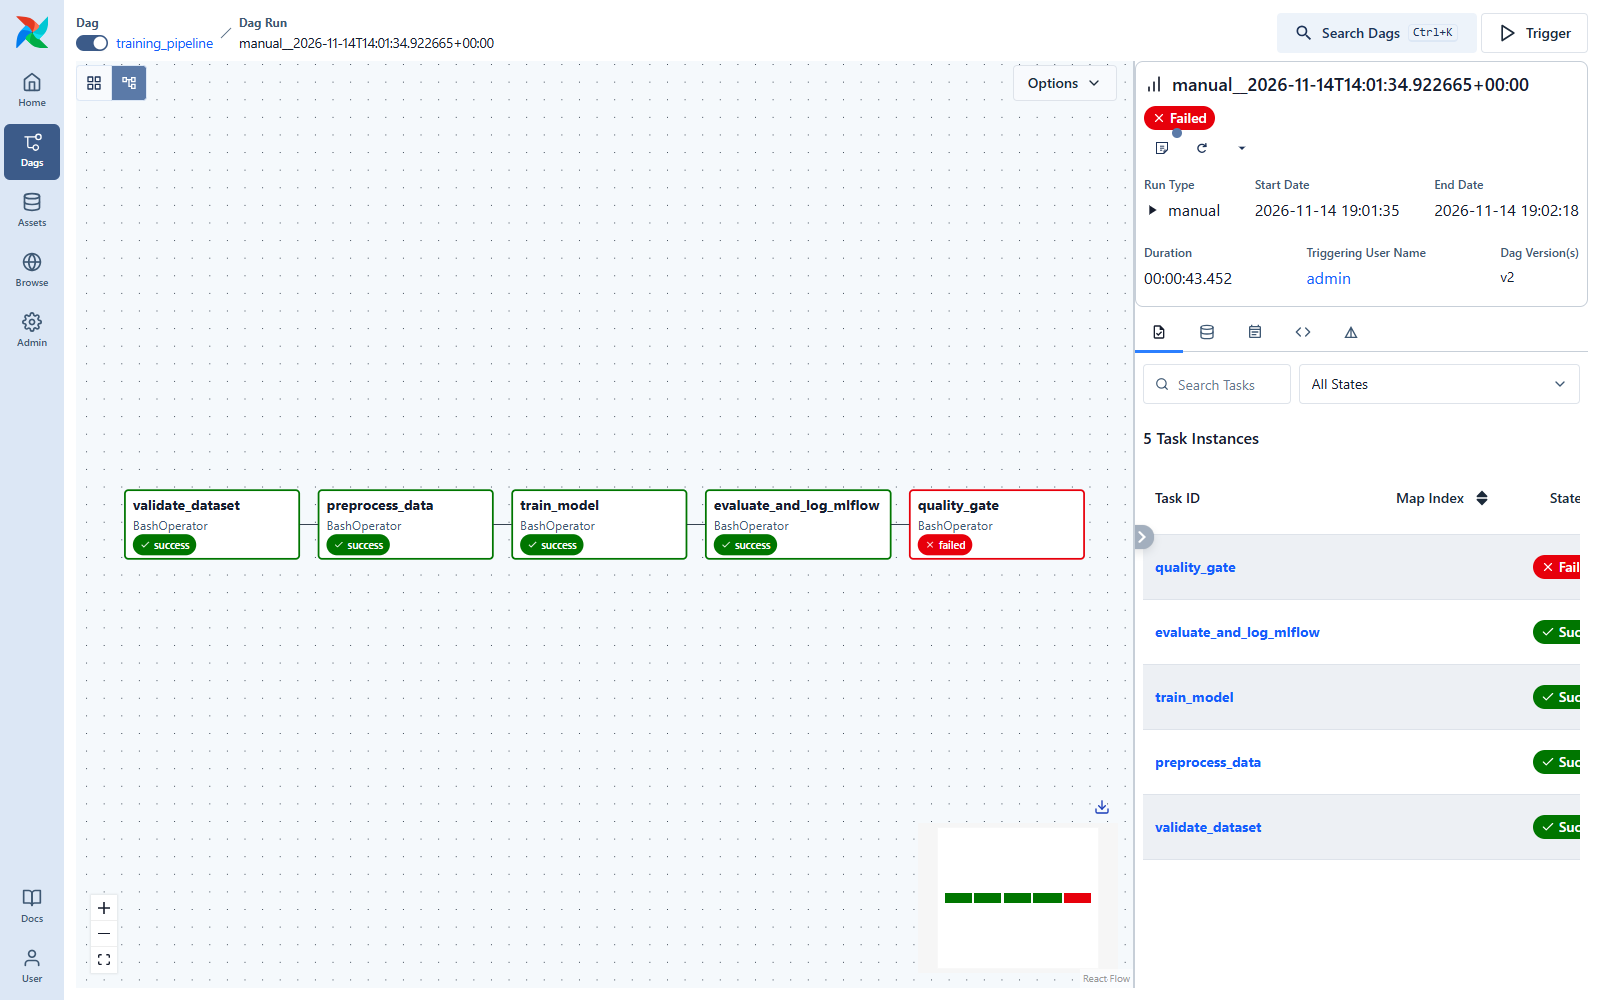 Dag
training_pipeline
Dag Run
manual__2026-11-14T14:01:34.922665+00:00
Search Dags Ctrl+K
Trigger
Home
Dags
Assets
Browse
Admin
Docs
User
Options
validate_dataset
BashOperator
success
preprocess_data
BashOperator
success
train_model
BashOperator
success
evaluate_and_log_mlflow
BashOperator
success
quality_gate
BashOperator
failed
React Flow
manual__2026-11-14T14:01:34.922665+00:00
Failed
Run Type
manual
Start Date
2026-11-14 19:01:35
End Date
2026-11-14 19:02:18
Duration
00:00:43.452
Triggering User Name
admin
Dag Version(s)
v2
Search Tasks
All States
5 Task Instances
Task ID Map Index State
quality_gate Fail
evaluate_and_log_mlflow Suc
train_model Suc
preprocess_data Suc
validate_dataset Suc